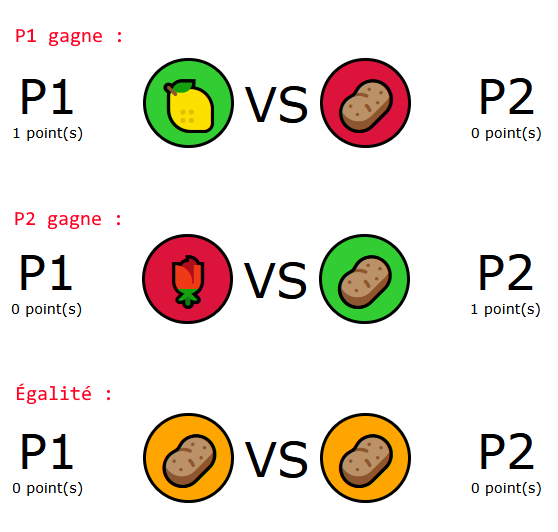 P1 gagne :
P1 VS P2
1 point(s) 0 point(s)
P2 gagne :
P1 VS P2
0 point(s) 1 point(s)
Égalité :
P1 VS P2
0 point(s) 0 point(s)